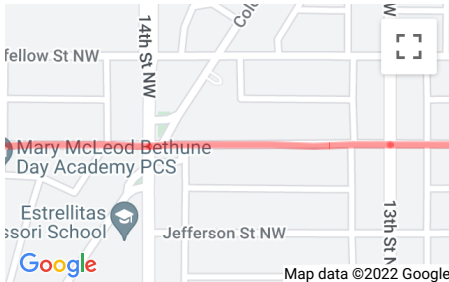 Colo
14th St NW
fellow St NW
Mary McLeod Bethune
Day Academy PCS
Estrellitas
ssori School
Jefferson St NW
13th St N
Google
Map data ©2022 Google